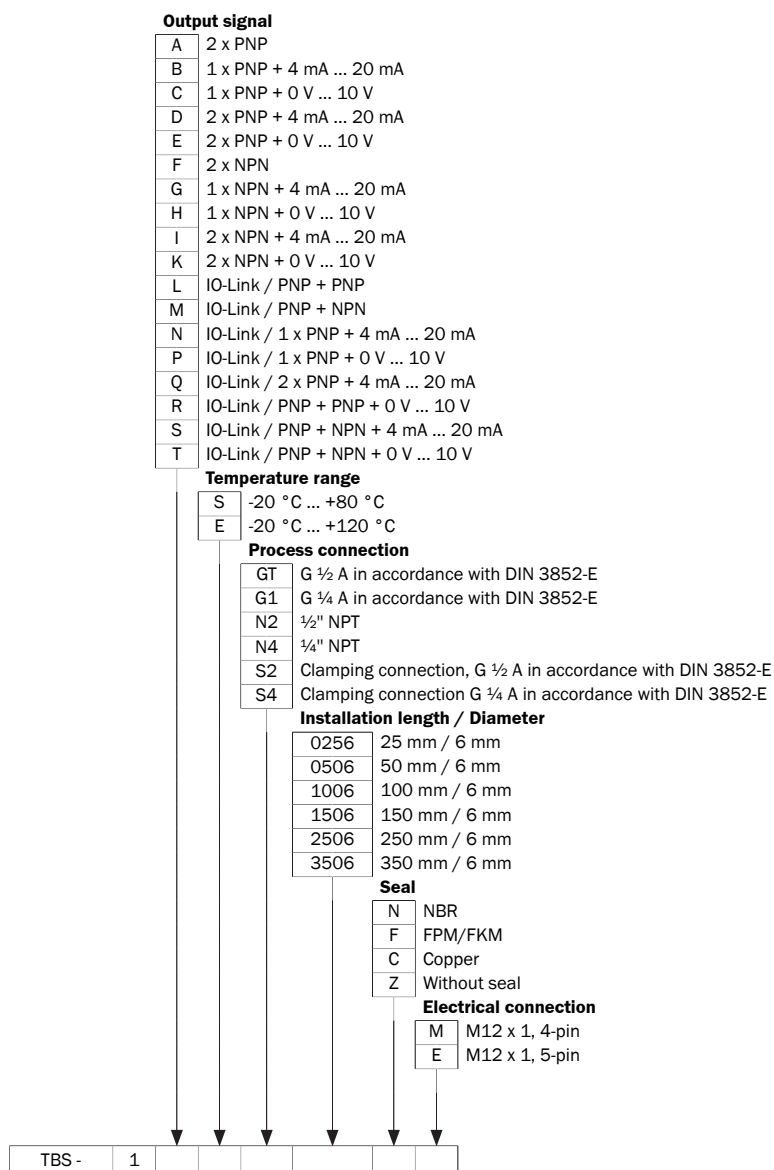 Output signal
A 2 x PNP
B 1 x PNP + 4 mA ... 20 mA
C 1 x PNP + 0 V ... 10 V
D 2 x PNP + 4 mA ... 20 mA
E 2 x PNP + 0 V ... 10 V
F 2 x NPN
G 1 x NPN + 4 mA ... 20 mA
H 1 x NPN + 0 V ... 10 V
I 2 x NPN + 4 mA ... 20 mA
K 2 x NPN + 0 V ... 10 V
L IO-Link / PNP + PNP
M IO-Link / PNP + NPN
N IO-Link / 1 x PNP + 4 mA ... 20 mA
P IO-Link / 1 x PNP + 0 V ... 10 V
Q IO-Link / 2 x PNP + 4 mA ... 20 mA
R IO-Link / PNP + PNP + 0 V ... 10 V
S IO-Link / PNP + NPN + 4 mA ... 20 mA
T IO-Link / PNP + NPN + 0 V ... 10 V
Temperature range
S -20 °C ... +80 °C
E -20 °C ... +120 °C
Process connection
GT G ½ A in accordance with DIN 3852-E
G1 G ¼ A in accordance with DIN 3852-E
N2 ½" NPT
N4 ¼" NPT
S2 Clamping connection, G ½ A in accordance with DIN 3852-E
S4 Clamping connection G ¼ A in accordance with DIN 3852-E
Installation length / Diameter
0256 25 mm / 6 mm
0506 50 mm / 6 mm
1006 100 mm / 6 mm
1506 150 mm / 6 mm
2506 250 mm / 6 mm
3506 350 mm / 6 mm
Seal
N NBR
F FPM/FKM
C Copper
Z Without seal
Electrical connection
M M12 x 1, 4-pin
E M12 x 1, 5-pin
TBS - 1